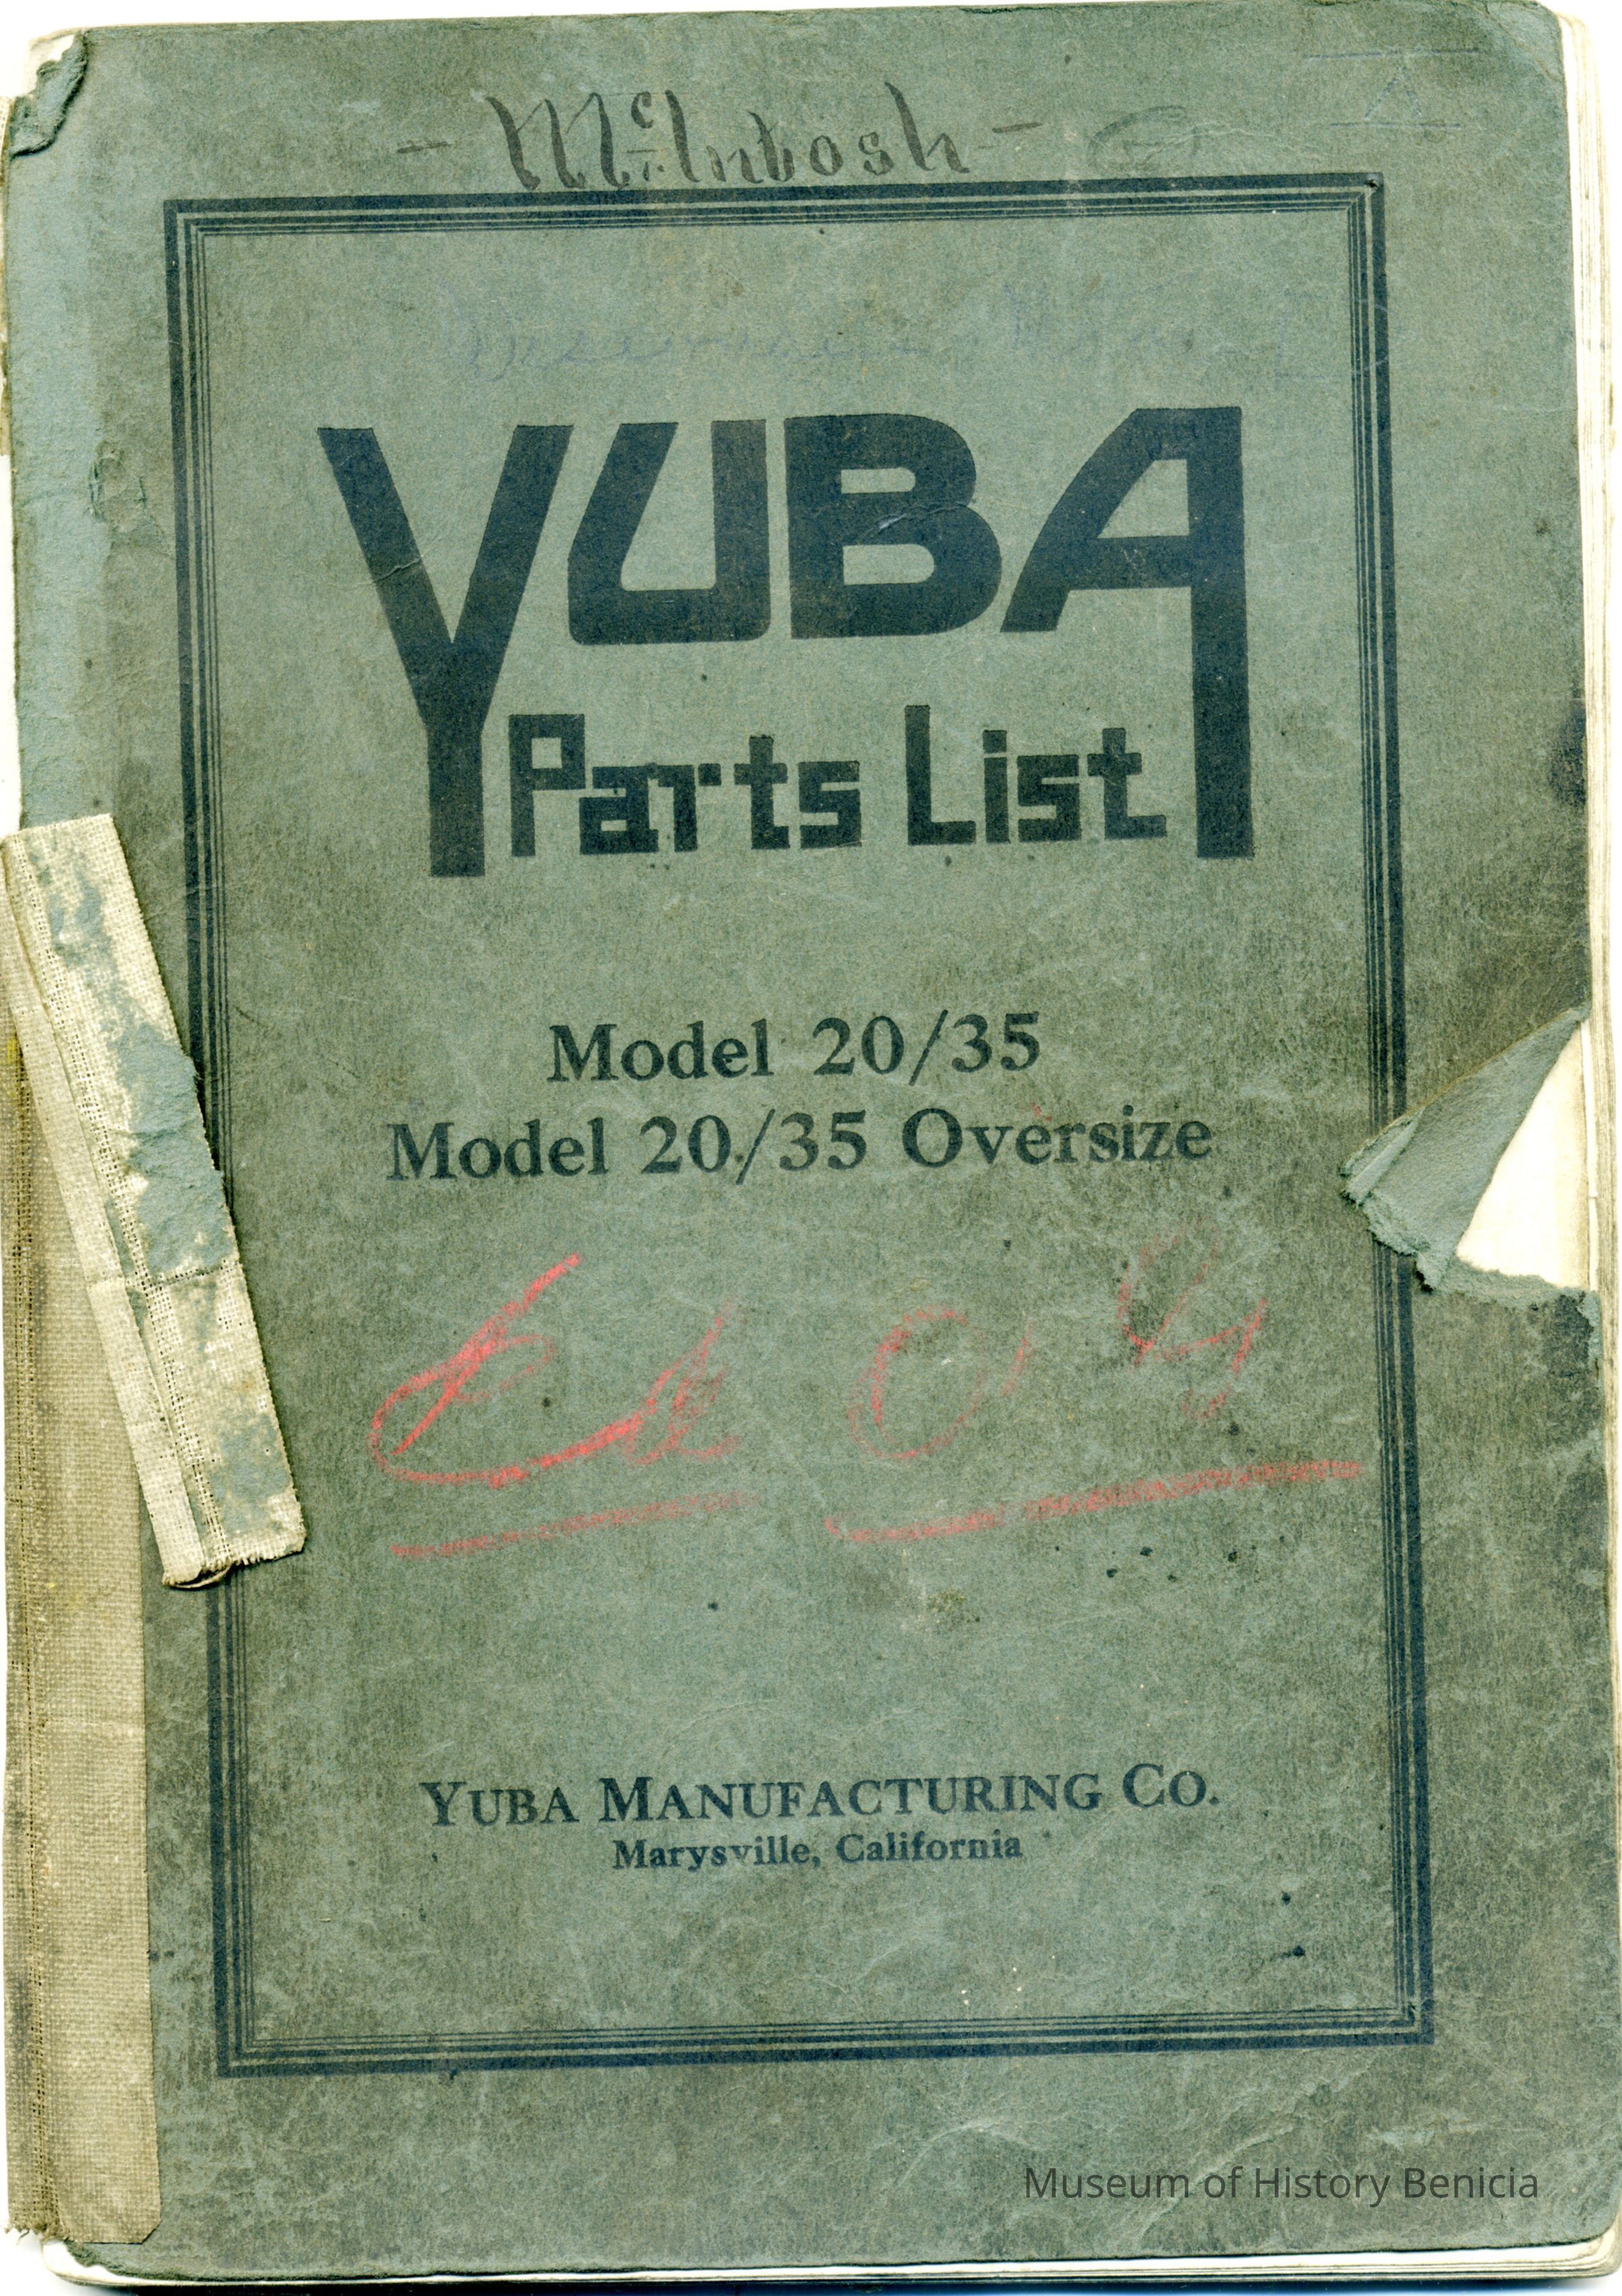 - McIntosh -
YUBA
Parts List
Model 20/35
Model 20/35 Oversize
YUBA MANUFACTURING CO.
Marysville, California
Museum of History Benicia